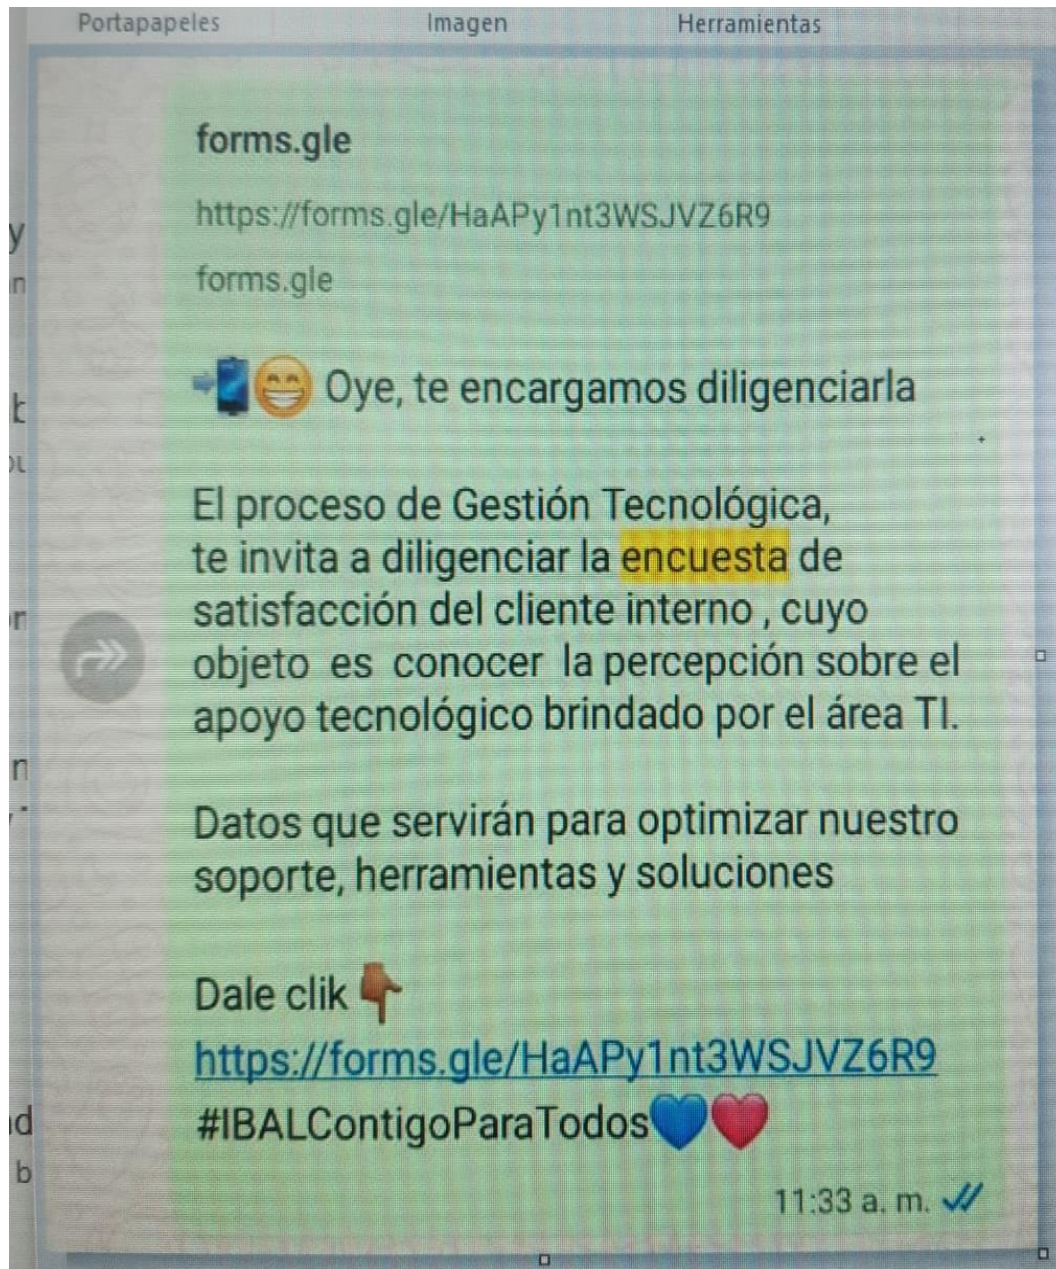 Portapapeles Imagen Herramientas
forms.gle
https://forms.gle/HaAPy1nt3WSJVZ6R9
forms.gle
📲😁 Oye, te encargamos diligenciarla
El proceso de Gestión Tecnológica,
te invita a diligenciar la encuesta de
satisfacción del cliente interno , cuyo
objeto es conocer la percepción sobre el
apoyo tecnológico brindado por el área TI.
Datos que servirán para optimizar nuestro
soporte, herramientas y soluciones
Dale clik 👇🏾
https://forms.gle/HaAPy1nt3WSJVZ6R9
#IBALContigoParaTodos💙❤️
11:33 a. m.